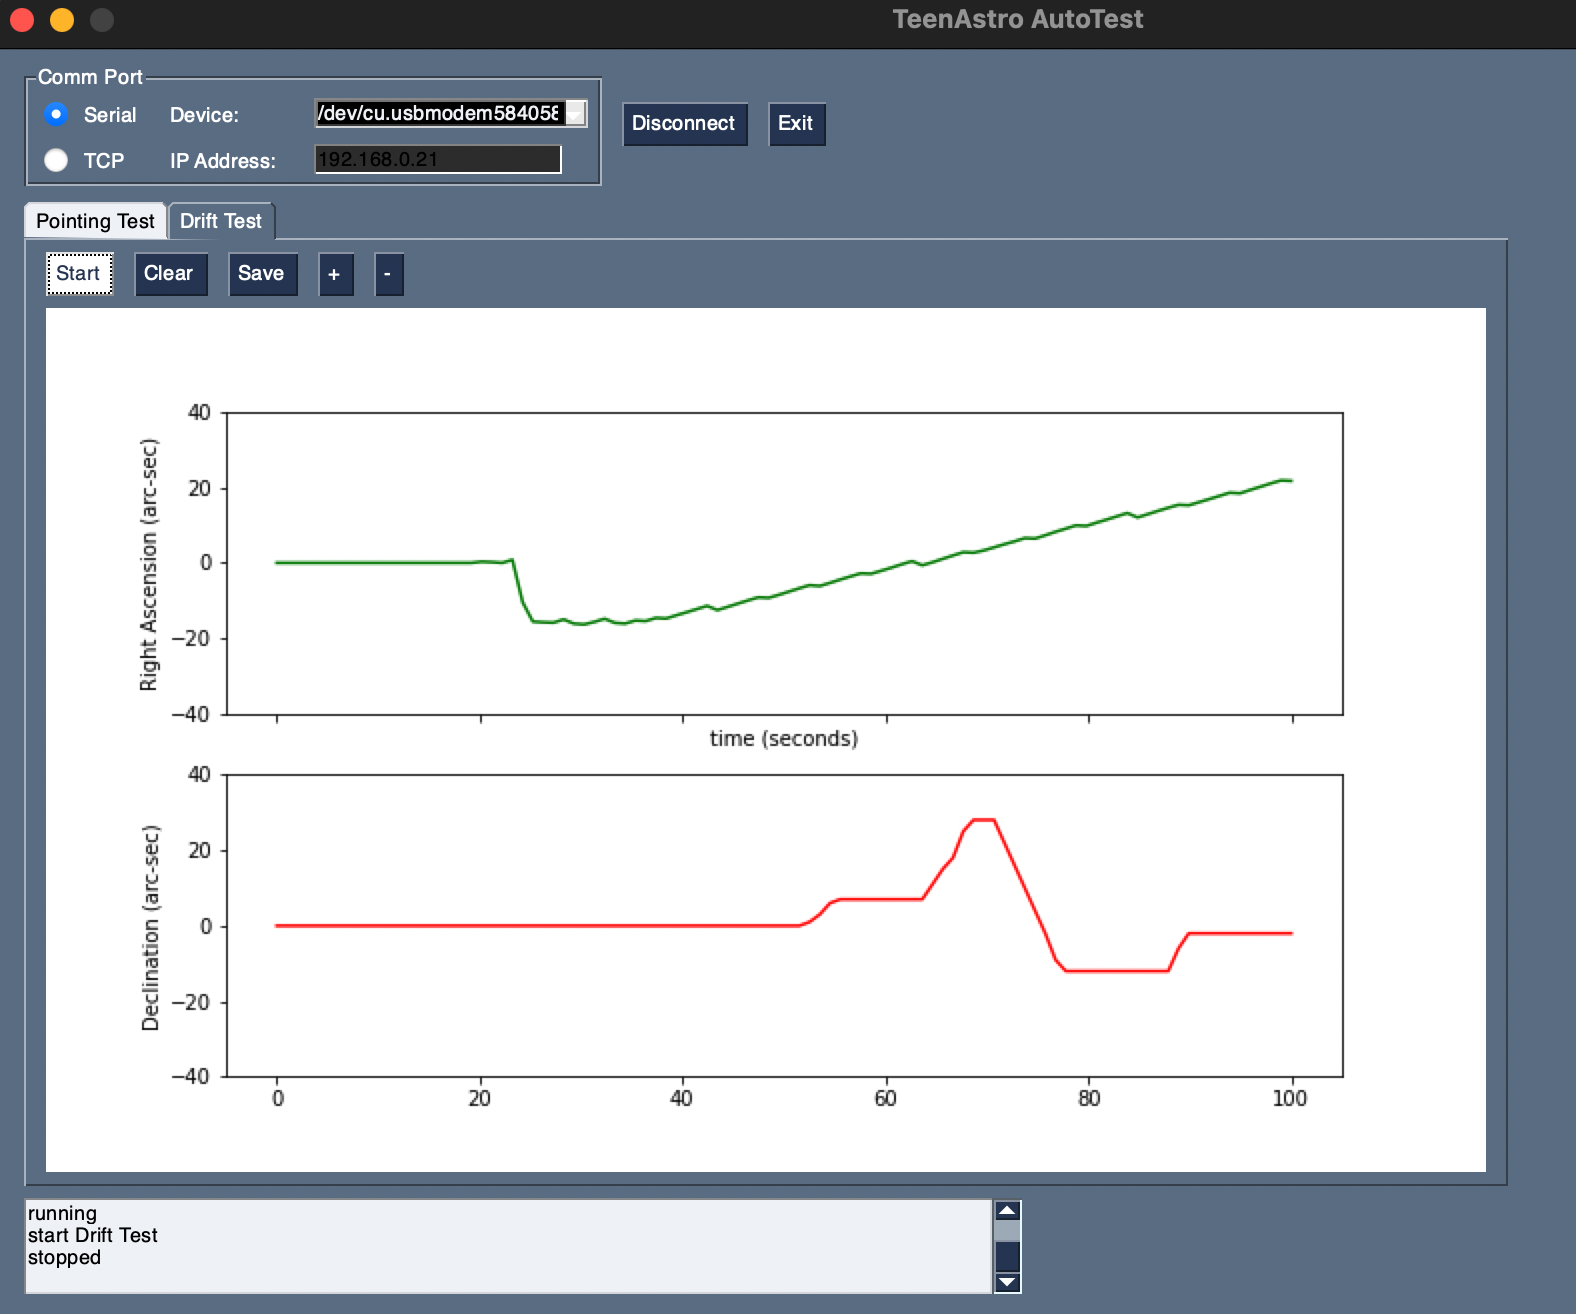 TeenAstro AutoTest
Comm Port
Serial Device: /dev/cu.usbmodem584058
TCP IP Address: 192.168.0.21
Disconnect Exit
Pointing Test Drift Test
Start Clear Save + -
Right Ascension (arc-sec)
40
20
0
−20
−40
time (seconds)
Declination (arc-sec)
40
20
0
−20
−40
0 20 40 60 80 100
running
start Drift Test
stopped